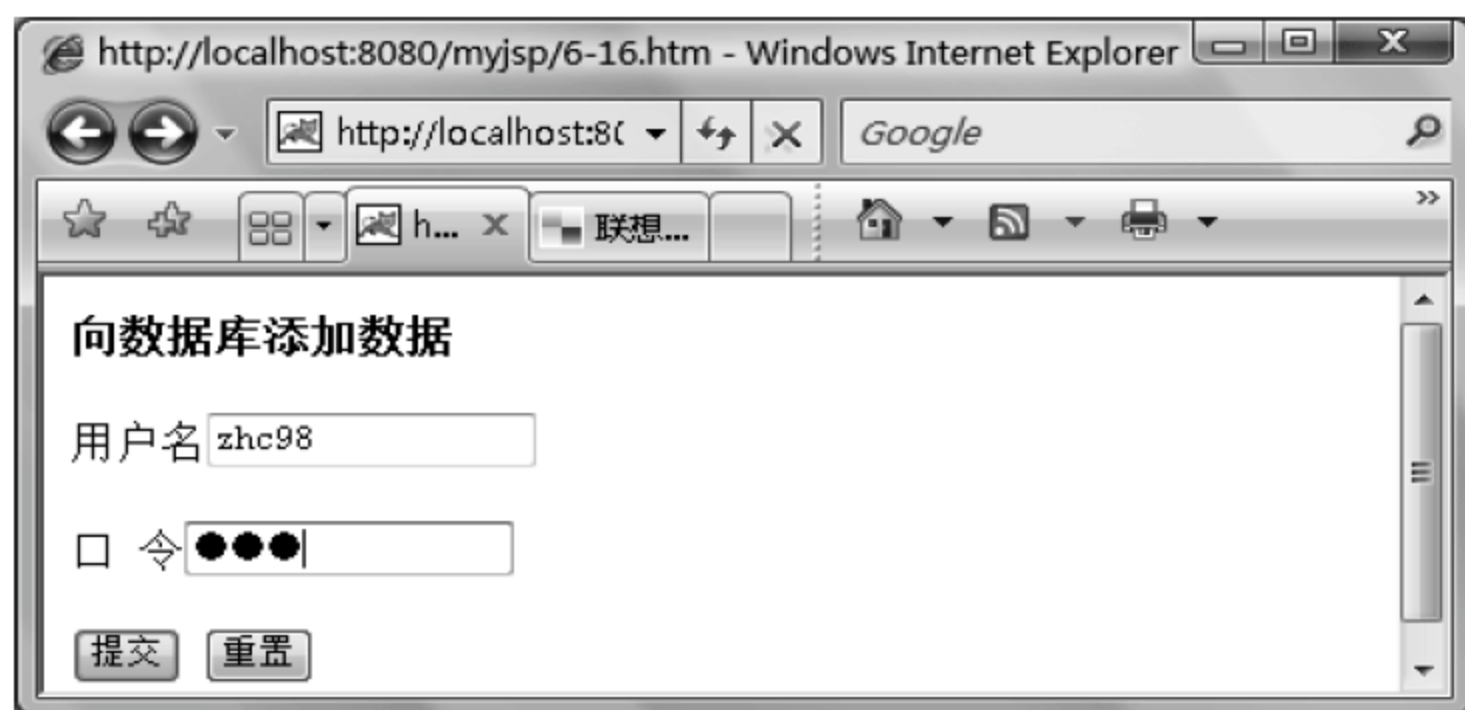 http://localhost:8080/myjsp/6-16.htm - Windows Internet Explorer
http://localhost:8( Google
h... 联想...
向数据库添加数据
用户名 zhc98
口 令 ●●●
提交 重置